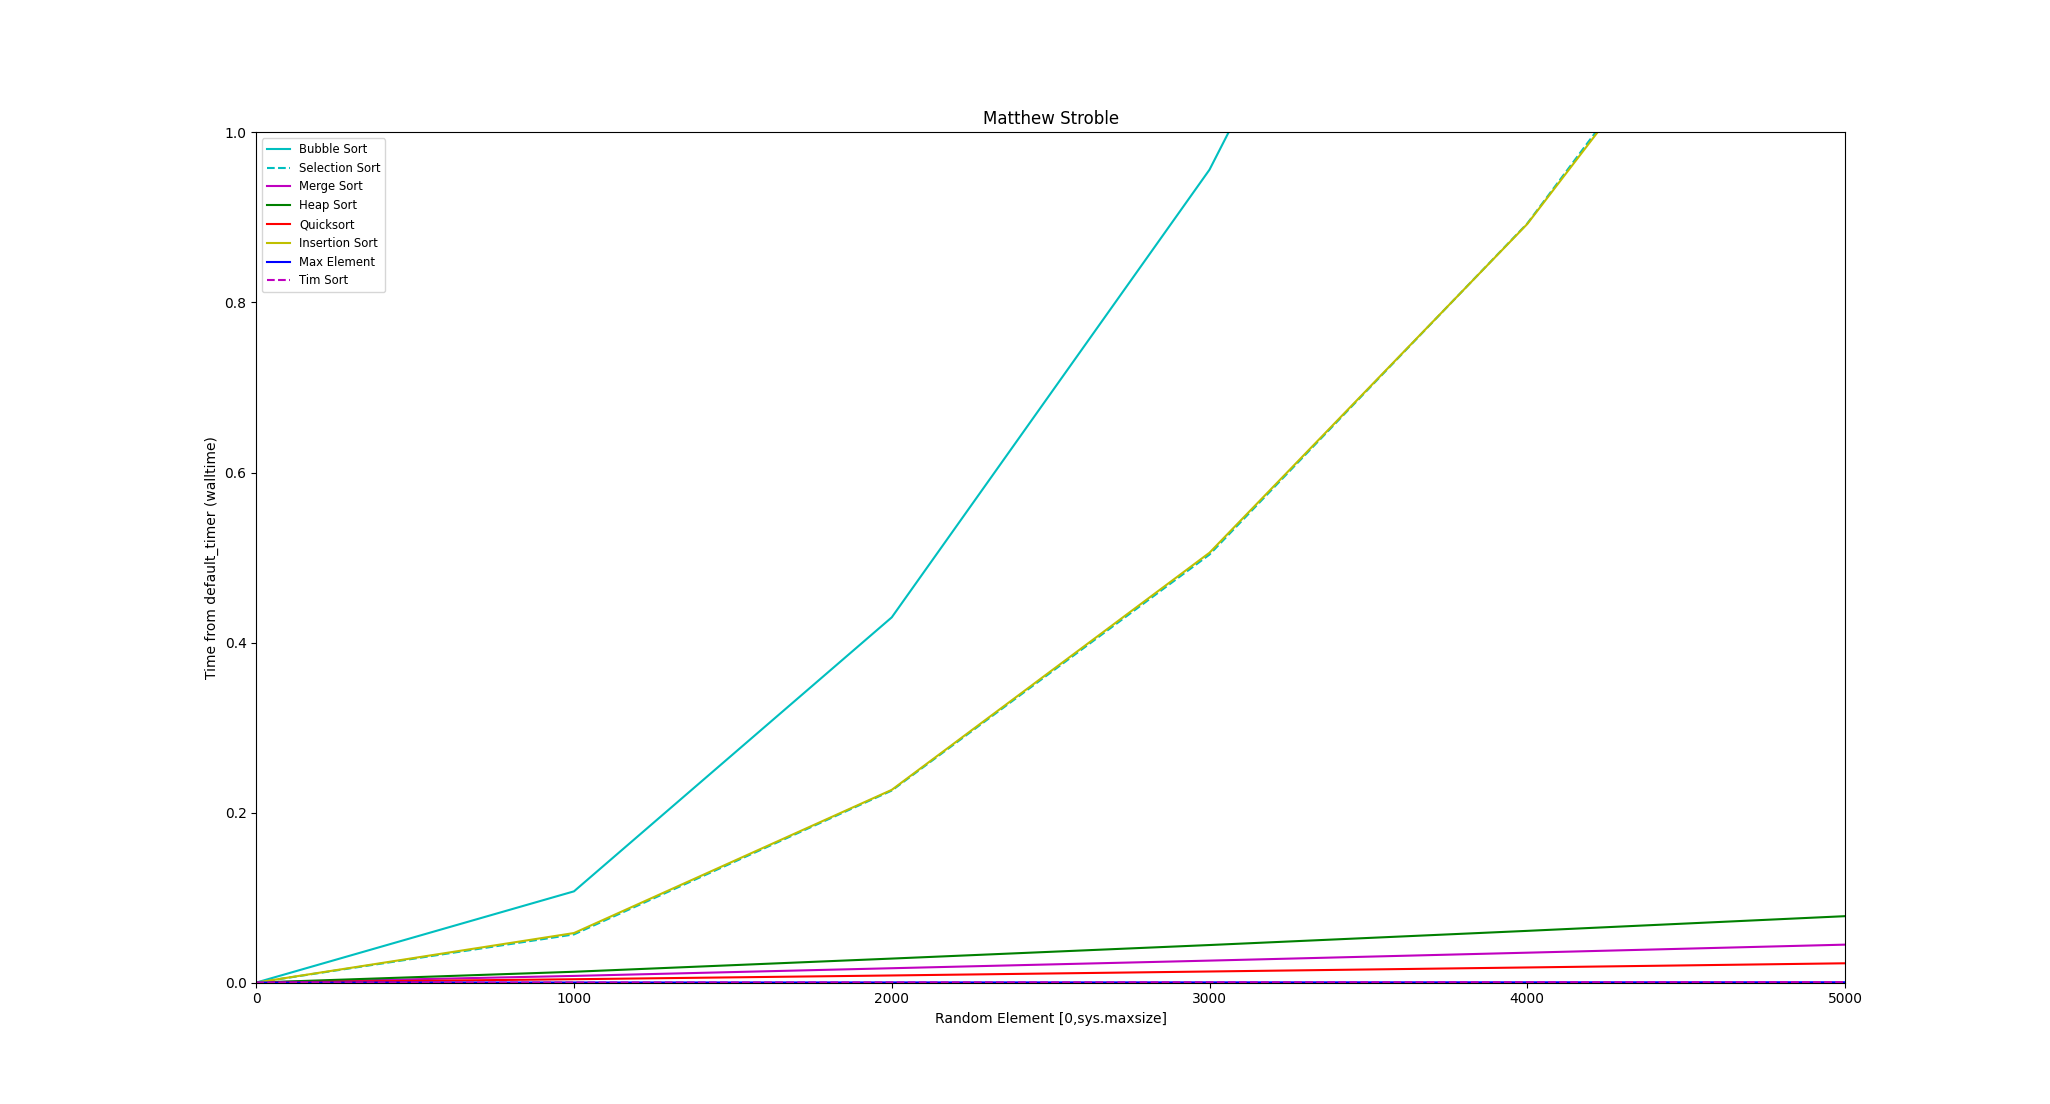 Matthew Stroble
Bubble Sort
Selection Sort
Merge Sort
Heap Sort
Quicksort
Insertion Sort
Max Element
Tim Sort
Time from default_timer (walltime)
1.0
0.8
0.6
0.4
0.2
0.0
0 1000 2000 3000 4000 5000
Random Element [0,sys.maxsize]